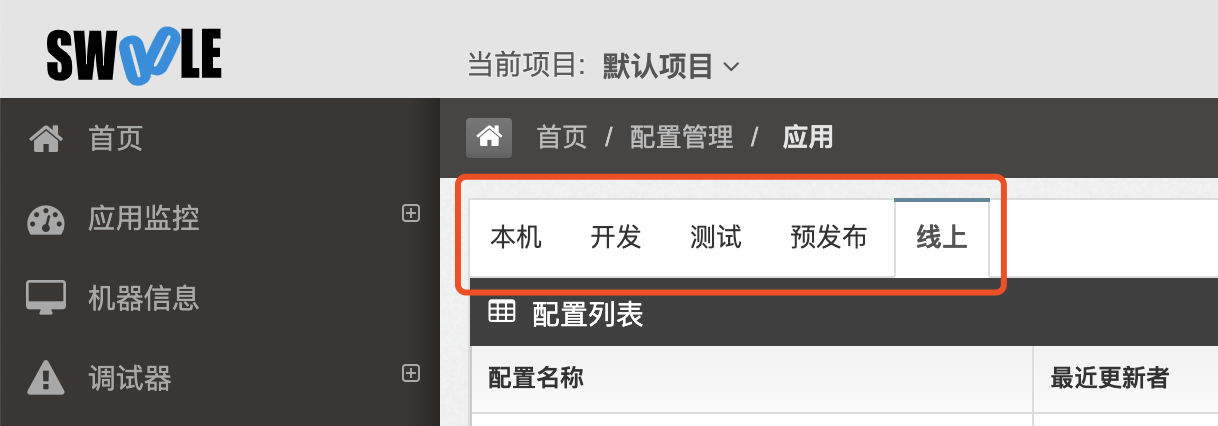 SWOOLE
当前项目: 默认项目
首页
应用监控
机器信息
调试器
首页 / 配置管理 / 应用
本机 开发 测试 预发布 线上
配置列表
配置名称 最近更新者